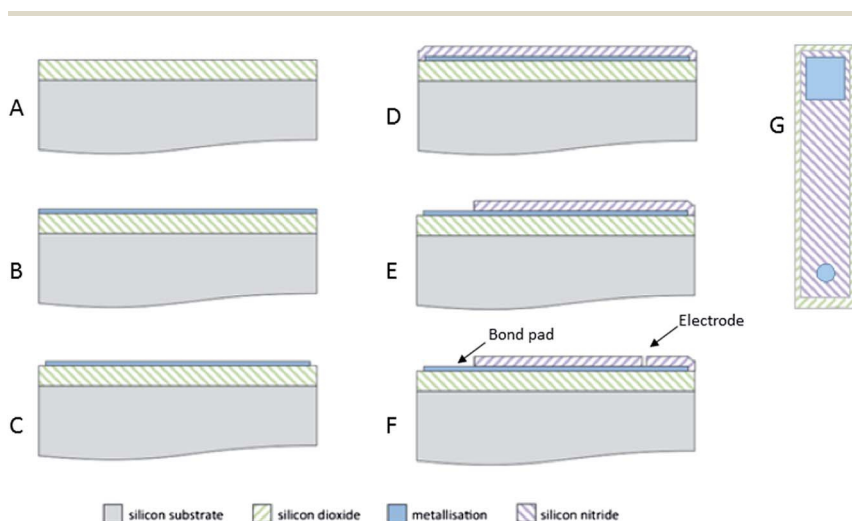 A
B
C
D
E
Bond pad
Electrode
F
G
silicon substrate silicon dioxide metallisation silicon nitride